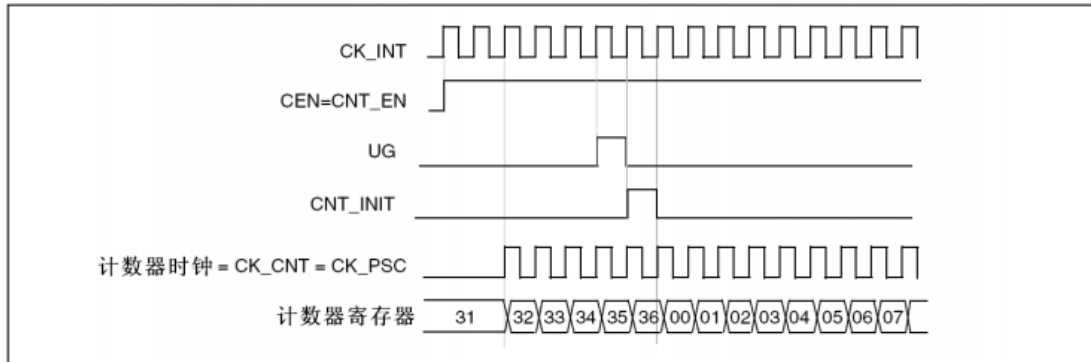 CK_INT
CEN=CNT_EN
UG
CNT_INIT
计数器时钟 = CK_CNT = CK_PSC
计数器寄存器 31 32 33 34 35 36 00 01 02 03 04 05 06 07